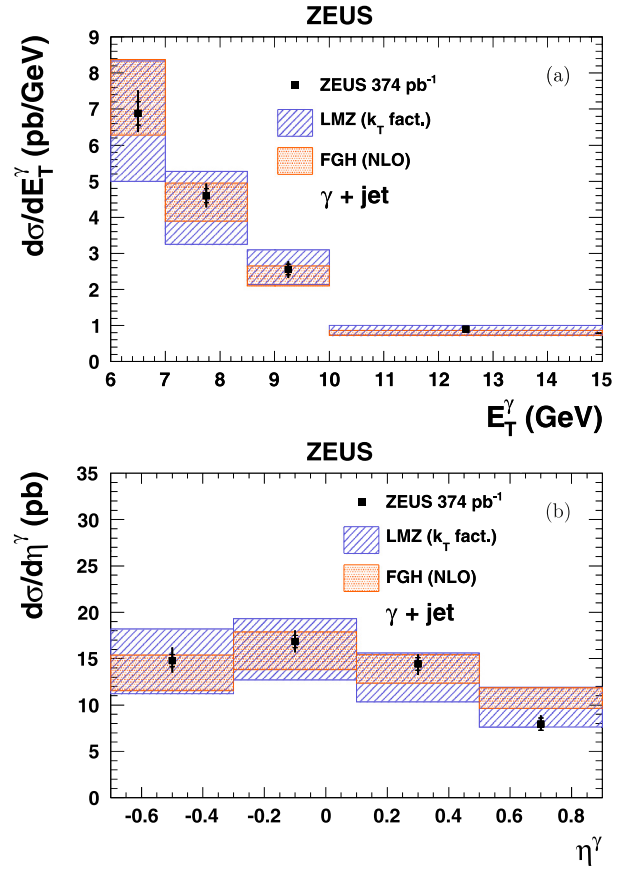 ZEUS
dσ/dE_T^γ (pb/GeV)
9
8
7
6
5
4
3
2
1
0
(a)
ZEUS 374 pb⁻¹
LMZ (k_T fact.)
FGH (NLO)
γ + jet
6 7 8 9 10 11 12 13 14 15
E_T^γ (GeV)
ZEUS
dσ/dη^γ (pb)
35
30
25
20
15
10
5
0
(b)
ZEUS 374 pb⁻¹
LMZ (k_T fact.)
FGH (NLO)
γ + jet
-0.6 -0.4 -0.2 0 0.2 0.4 0.6 0.8
η^γ